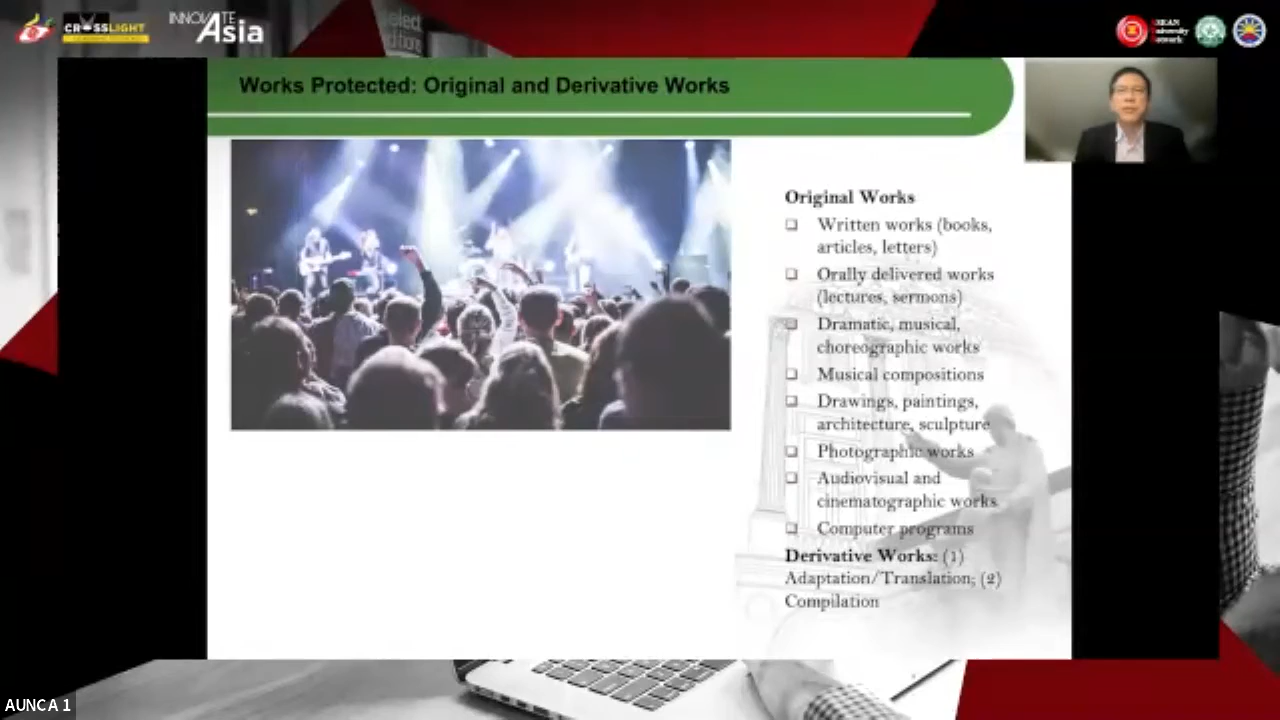 CROSSLIGHT
INNOVATE
Asia
elect
ditions
ASEAN
University
Network
Works Protected: Original and Derivative Works
Original Works
Written works (books,
articles, letters)
Orally delivered works
(lectures, sermons)
Dramatic, musical,
choreographic works
Musical compositions
Drawings, paintings,
architecture, sculpture
Photographic works
Audiovisual and
cinematographic works
Computer programs
Derivative Works: (1)
Adaptation/Translation; (2)
Compilation
AUNCA 1